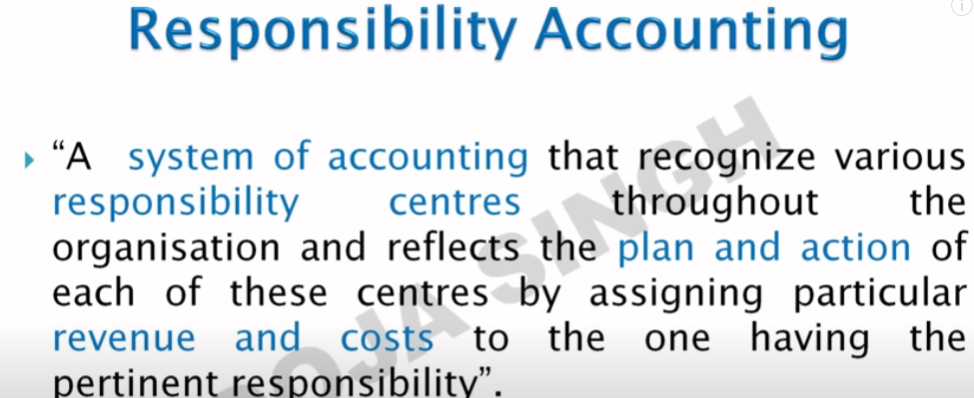 Responsibility Accounting
“A system of accounting that recognize various
responsibility centres throughout the
organisation and reflects the plan and action of
each of these centres by assigning particular
revenue and costs to the one having the
pertinent responsibility”.
OJA SINGH